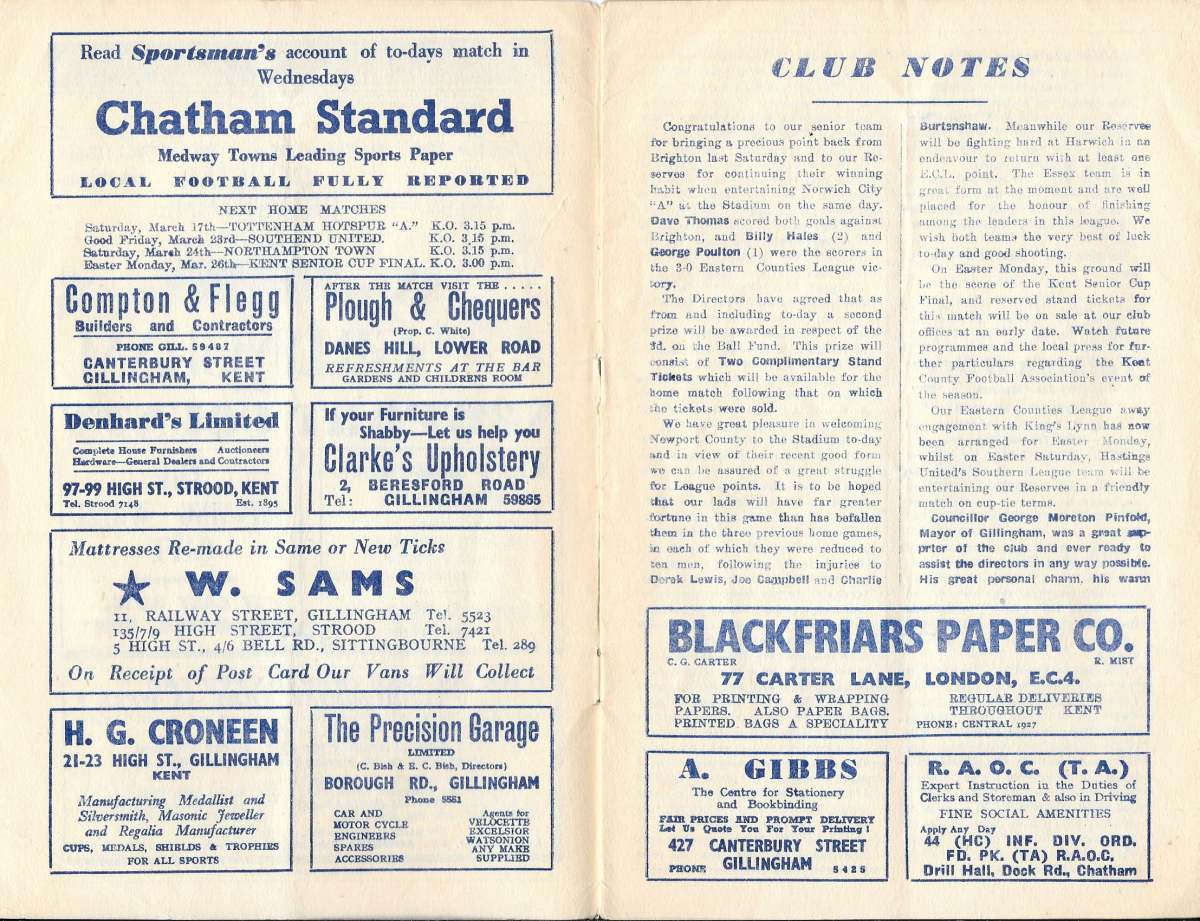 Read Sportsman's account of to-days match in
Wednesdays
Chatham Standard
Medway Towns Leading Sports Paper
LOCAL FOOTBALL FULLY REPORTED
NEXT HOME MATCHES
Saturday, March 17th—TOTTENHAM HOTSPUR "A." K.O. 3.15 p.m.
Good Friday, March 23rd—SOUTHEND UNITED. K.O. 3.15 p.m.
Saturday, March 24th—NORTHAMPTON TOWN K.O. 3.15 p.m.
Easter Monday, Mar. 26th—KENT SENIOR CUP FINAL. K.O. 3.00 p.m.
Compton & Flegg
Builders and Contractors
PHONE GILL. 59487
CANTERBURY STREET
GILLINGHAM, KENT
AFTER THE MATCH VISIT THE .....
Plough & Chequers
(Prop. C. White)
DANES HILL, LOWER ROAD
REFRESHMENTS AT THE BAR
GARDENS AND CHILDRENS ROOM
Denhard's Limited
Complete House Furnishers Auctioneers
Hardware—General Dealers and Contractors
97-99 HIGH ST., STROOD, KENT
Tel. Strood 7148 Est. 1895
If your Furniture is
Shabby—Let us help you
Clarke's Upholstery
2, BERESFORD ROAD
Tel: GILLINGHAM 59865
Mattresses Re-made in Same or New Ticks
W. SAMS
11, RAILWAY STREET, GILLINGHAM Tel. 5523
135/7/9 HIGH STREET, STROOD Tel. 7421
5 HIGH ST., 4/6 BELL RD., SITTINGBOURNE Tel. 289
On Receipt of Post Card Our Vans Will Collect
H. G. CRONEEN
21-23 HIGH ST., GILLINGHAM
KENT
Manufacturing Medallist and
Silversmith, Masonic Jeweller
and Regalia Manufacturer
CUPS, MEDALS, SHIELDS & TROPHIES
FOR ALL SPORTS
The Precision Garage
LIMITED
(C. Bish & E. C. Bish, Directors)
BOROUGH RD., GILLINGHAM
Phone 5551
CAR AND
MOTOR CYCLE
ENGINEERS
SPARES
ACCESSORIES
Agents for
VELOCETTE
EXCELSIOR
WATSONION
ANY MAKE
SUPPLIED
CLUB NOTES
Congratulations to our senior team
for bringing a precious point back from
Brighton last Saturday and to our Re-
serves for continuing their winning
habit when entertaining Norwich City
"A" at the Stadium on the same day.
Dave Thomas scored both goals against
Brighton, and Billy Hales (2) and
George Poulton (1) were the scorers in
the 3-0 Eastern Counties League vic-
tory.
The Directors have agreed that as
from and including to-day a second
prize will be awarded in respect of the
3d. on the Ball Fund. This prize will
consist of Two Complimentary Stand
Tickets which will be available for the
home match following that on which
the tickets were sold.
We have great pleasure in welcoming
Newport County to the Stadium to-day
and in view of their recent good form
we can be assured of a great struggle
for League points. It is to be hoped
that our lads will have far greater
fortune in this game than has befallen
them in the three previous home games,
in each of which they were reduced to
ten men, following the injuries to
Derek Lewis, Joe Campbell and Charlie
Burtenshaw. Meanwhile our Reserves
will be fighting hard at Harwich in an
endeavour to return with at least one
E.C.L. point. The Essex team is in
great form at the moment and are well
placed for the honour of finishing
among the leaders in this league. We
wish both teams the very best of luck
to-day and good shooting.
On Easter Monday, this ground will
be the scene of the Kent Senior Cup
Final, and reserved stand tickets for
this match will be on sale at our club
offices at an early date. Watch future
programmes and the local press for fur-
ther particulars regarding the Kent
County Football Association's event of
the season.
Our Eastern Counties League away
engagement with King's Lynn has now
been arranged for Easter Monday,
whilst on Easter Saturday, Hastings
United's Southern League team will be
entertaining our Reserves in a friendly
match on cup-tie terms.
Councillor George Moreton Pinfold,
Mayor of Gillingham, was a great sup-
prter of the club and ever ready to
assist the directors in any way possible.
His great personal charm, his warm
BLACKFRIARS PAPER CO.
C. G. CARTER R. MIST
77 CARTER LANE, LONDON, E.C.4.
FOR PRINTING & WRAPPING
PAPERS. ALSO PAPER BAGS.
PRINTED BAGS A SPECIALITY
REGULAR DELIVERIES
THROUGHOUT KENT
PHONE: CENTRAL 1927
A. GIBBS
The Centre for Stationery
and Bookbinding
FAIR PRICES AND PROMPT DELIVERY
Let Us Quote You For Your Printing!
427 CANTERBURY STREET
GILLINGHAM
PHONE 5425
R. A. O. C. (T. A.)
Expert Instruction in the Duties of
Clerks and Storeman & also in Driving
FINE SOCIAL AMENITIES
Apply Any Day
44 (HC) INF. DIV. ORD.
FD. PK. (TA) R.A.O.C.
Drill Hall, Dock Rd., Chatham